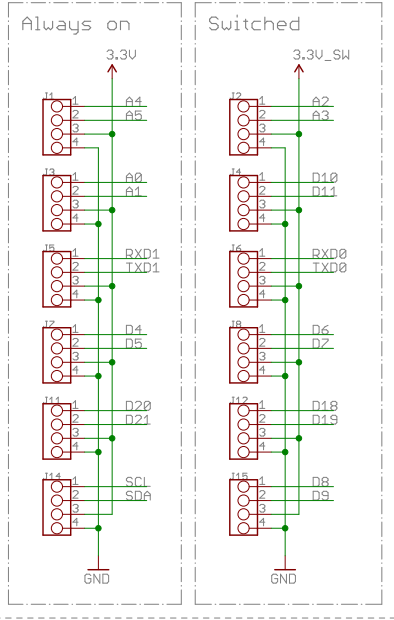 Always on
3.3V
J1
1 A4
2 A5
3
4
J3
1 A0
2 A1
3
4
J5
1 RXD1
2 TXD1
3
4
J7
1 D4
2 D5
3
4
J11
1 D20
2 D21
3
4
J14
1 SCL
2 SDA
3
4
GND
Switched
3.3V_SW
J2
1 A2
2 A3
3
4
J4
1 D10
2 D11
3
4
J6
1 RXD0
2 TXD0
3
4
J8
1 D6
2 D7
3
4
J12
1 D18
2 D19
3
4
J15
1 D8
2 D9
3
4
GND